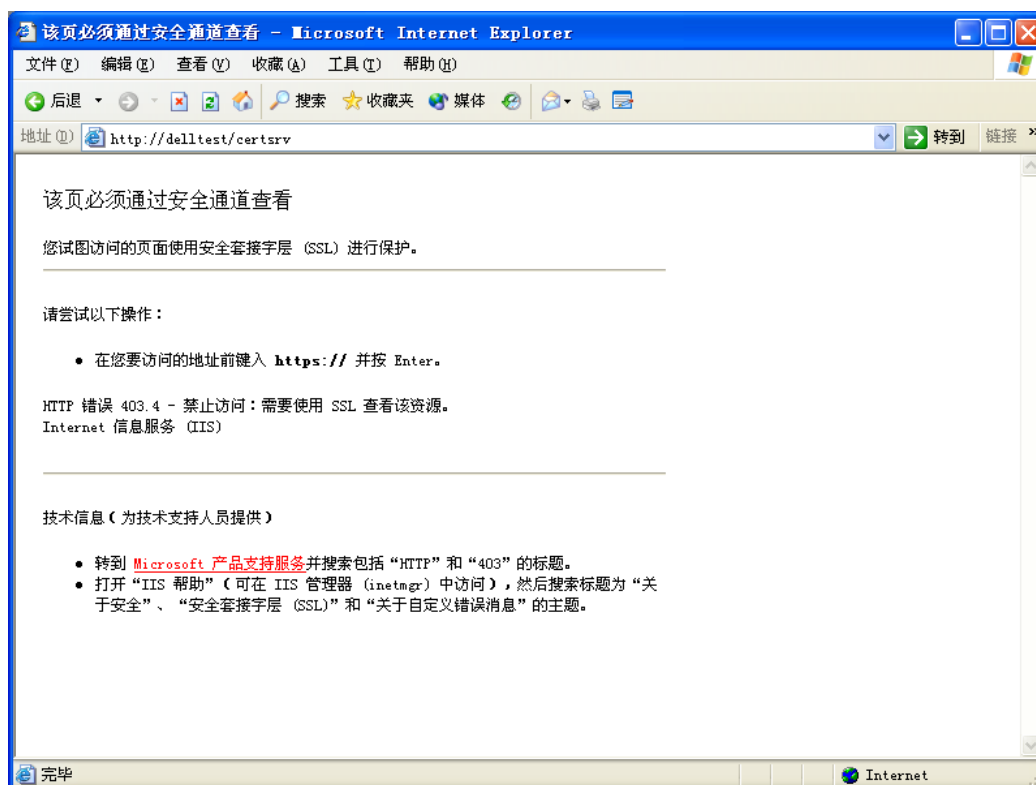 该页必须通过安全通道查看 - Microsoft Internet Explorer
文件(F) 编辑(E) 查看(V) 收藏(A) 工具(T) 帮助(H)
后退 搜索 收藏夹 媒体
地址(D) http://delltest/certsrv 转到 链接 »
该页必须通过安全通道查看
您试图访问的页面使用安全套接字层 (SSL) 进行保护。
请尝试以下操作：
• 在您要访问的地址前键入 https:// 并按 Enter。
HTTP 错误 403.4 - 禁止访问：需要使用 SSL 查看该资源。
Internet 信息服务 (IIS)
技术信息（为技术支持人员提供）
• 转到 Microsoft 产品支持服务并搜索包括“HTTP”和“403”的标题。
• 打开“IIS 帮助”（可在 IIS 管理器 (inetmgr) 中访问），然后搜索标题为“关
于安全”、“安全套接字层 (SSL)”和“关于自定义错误消息”的主题。
完毕 Internet